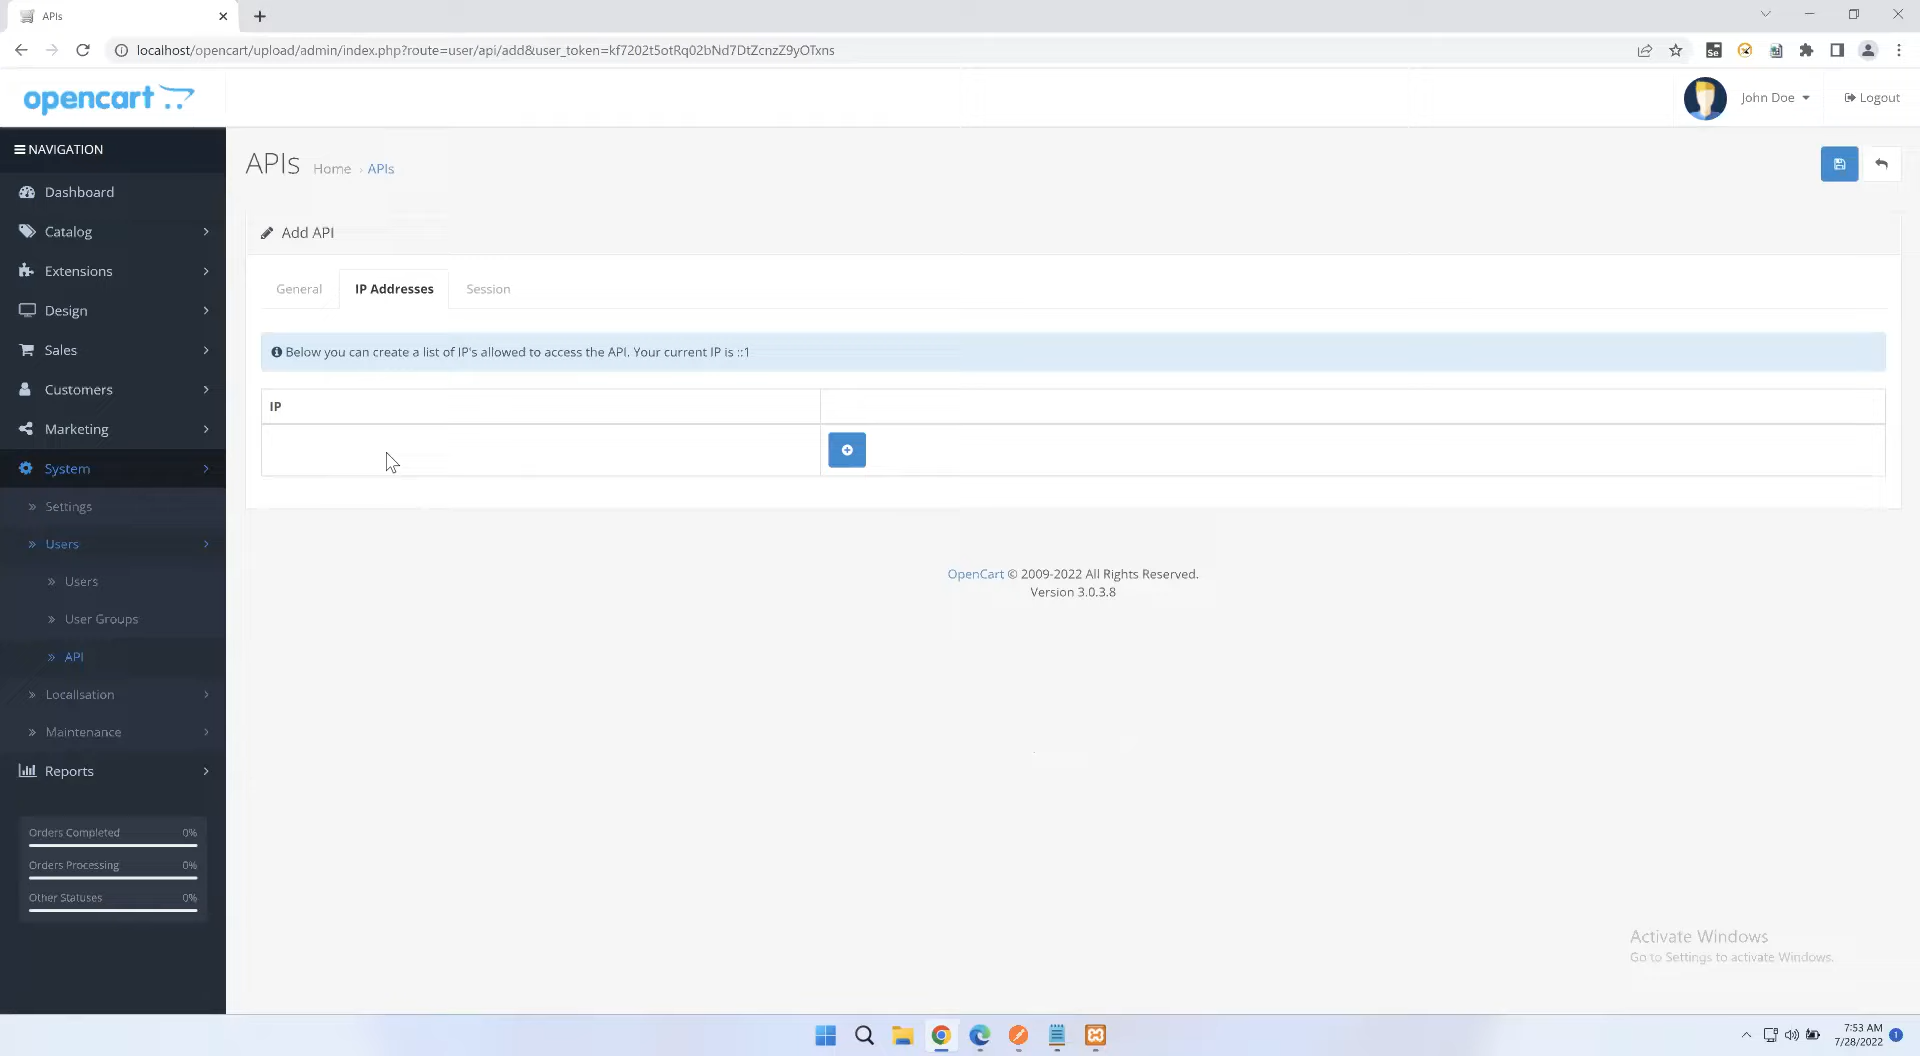 APIs
localhost/opencart/upload/admin/index.php?route=user/api/add&user_token=kf7202t5otRq02bNd7DtZcnzZ9yOTxns
opencart
John Doe
Logout
NAVIGATION
Dashboard
Catalog
Extensions
Design
Sales
Customers
Marketing
System
Settings
Users
Users
User Groups
API
Localisation
Maintenance
Reports
Orders Completed 0%
Orders Processing 0%
Other Statuses 0%
APIs Home › APIs
Add API
General IP Addresses Session
Below you can create a list of IP's allowed to access the API. Your current IP is ::1
IP
OpenCart © 2009-2022 All Rights Reserved.
Version 3.0.3.8
Activate Windows
Go to Settings to activate Windows.
7:53 AM
7/28/2022
1